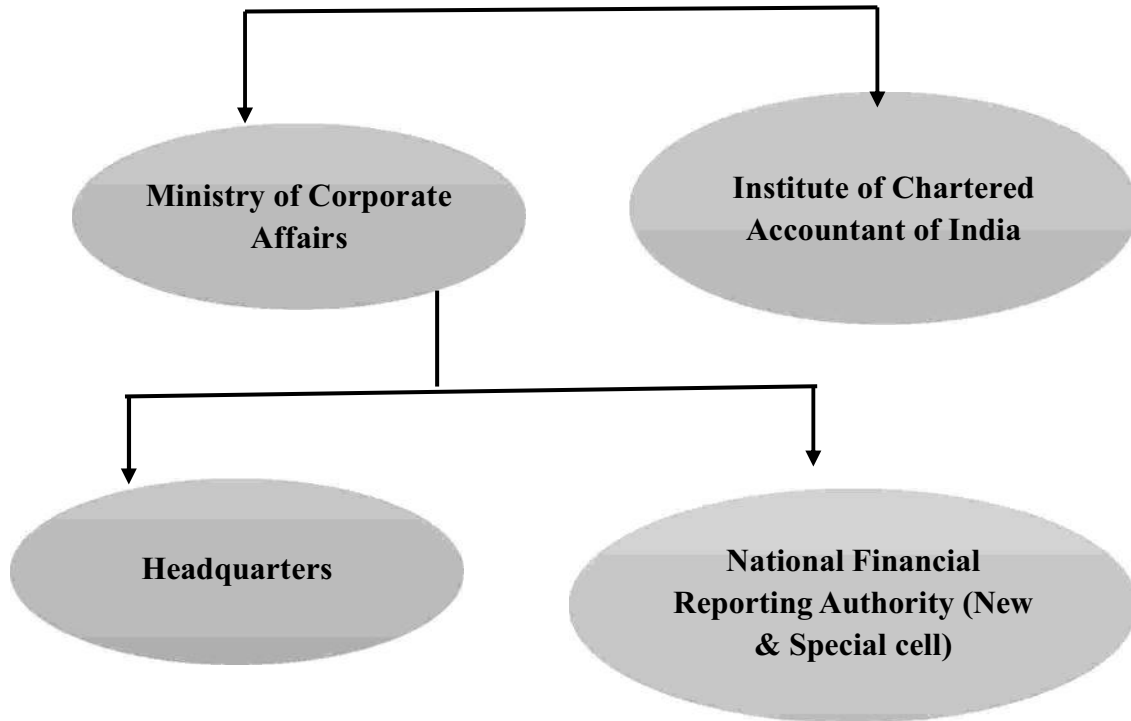 Ministry of Corporate
Affairs
Institute of Chartered
Accountant of India
Headquarters
National Financial
Reporting Authority (New
& Special cell)